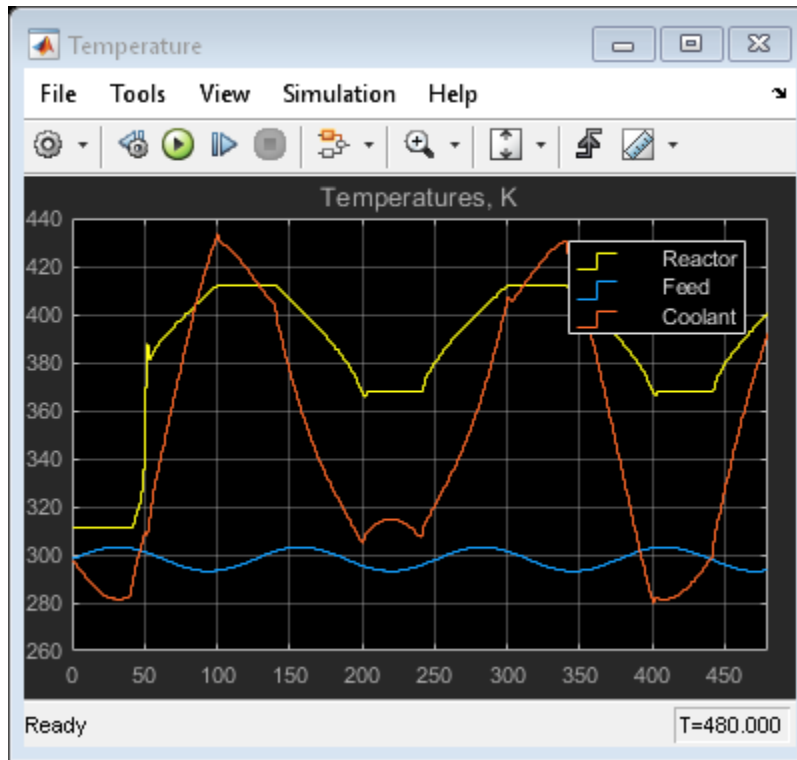 Temperature
File Tools View Simulation Help
Temperatures, K
440
420
400
380
360
340
320
300
280
260
Reactor
Feed
Coolant
0 50 100 150 200 250 300 350 400 450
Ready T=480.000